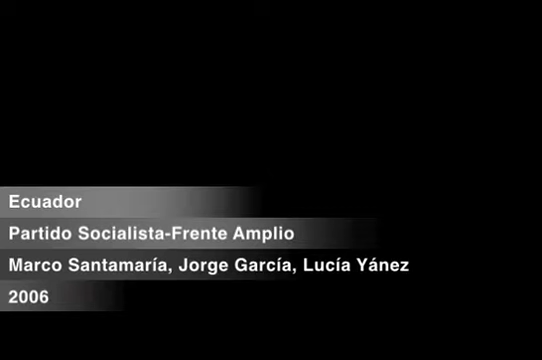 Ecuador
Partido Socialista-Frente Amplio
Marco Santamaría, Jorge García, Lucía Yánez
2006